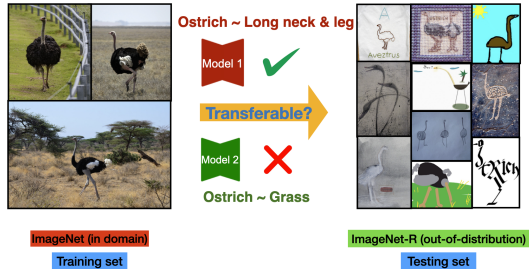 Ostrich ~ Long neck & leg
Model 1
Transferable?
Model 2
Ostrich ~ Grass
Aveztrus
ImageNet (in domain)
Training set
ImageNet-R (out-of-distribution)
Testing set